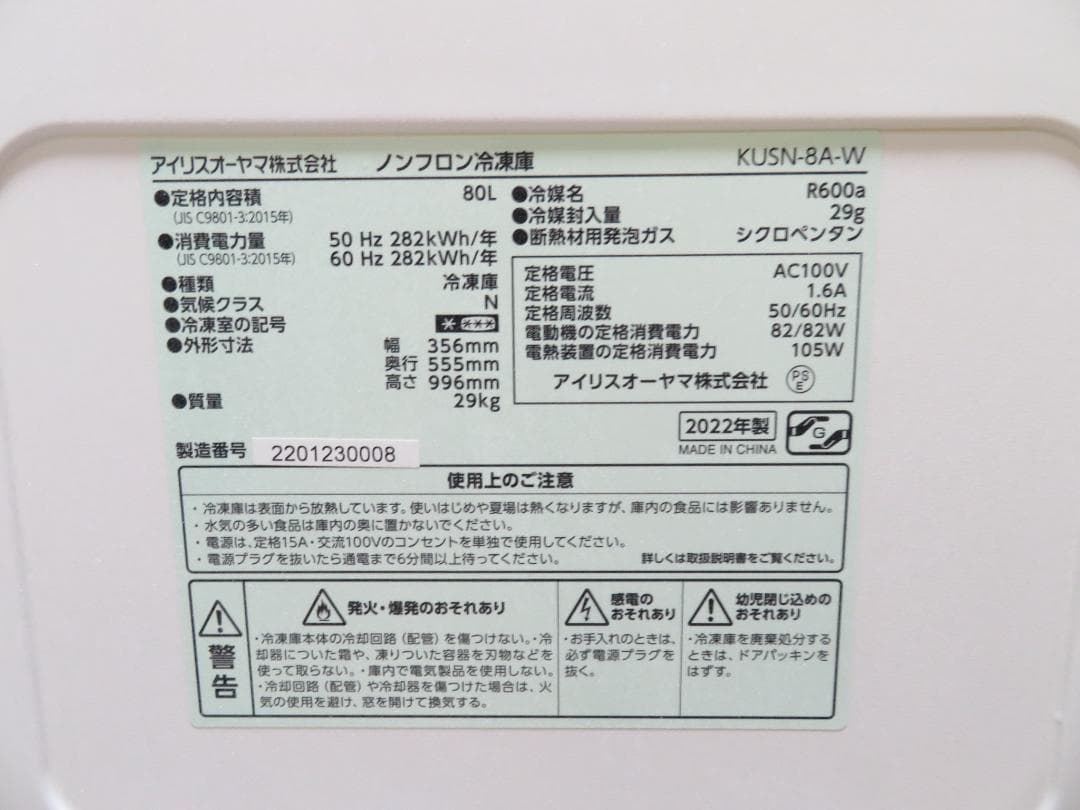 アイリスオーヤマ株式会社 ノンフロン冷凍庫 KUSN-8A-W
●定格内容積 80L
(JIS C9801-3:2015年)
●消費電力量 50 Hz 282kWh/年
(JIS C9801-3:2015年) 60 Hz 282kWh/年
●種類 冷凍庫
●気候クラス N
●冷凍室の記号 * ***
●外形寸法 幅 356mm
奥行 555mm
高さ 996mm
●質量 29kg
●冷媒名 R600a
●冷媒封入量 29g
●断熱材用発泡ガス シクロペンタン
定格電圧 AC100V
定格電流 1.6A
定格周波数 50/60Hz
電動機の定格消費電力 82/82W
電熱装置の定格消費電力 105W
アイリスオーヤマ株式会社 PSE
2022年製
MADE IN CHINA
G
製造番号 2201230008
使用上のご注意
・冷凍庫は表面から放熱しています。使いはじめや夏場は熱くなりますが、庫内の食品には影響ありません。
・水気の多い食品は庫内の奥に置かないでください。
・電源は、定格15A・交流100Vのコンセントを単独で使用してください。
・電源プラグを抜いたら通電まで6分間以上待ってください。 詳しくは取扱説明書をご覧ください。
警告
発火・爆発のおそれあり
・冷凍庫本体の冷却回路（配管）を傷つけない。・冷
却器についた霜や、凍りついた容器を刃物などを
使って取らない。・庫内で電気製品を使用しない。
・冷却回路（配管）や冷却器を傷つけた場合は、火
気の使用を避け、窓を開けて換気する。
感電の
おそれあり
・お手入れのときは、
必ず電源プラグを
抜く。
幼児閉じ込めの
おそれあり
・冷凍庫を廃棄処分する
ときは、ドアパッキンを
はずす。